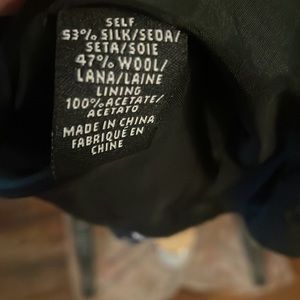 SELF
53% SILK/SEDA/
SETA/SOIE
47% WOOL/
LANA/LAINE
LINING
100% ACETATE/
ACETATO
MADE IN CHINA
FABRIQUÉ EN
CHINE